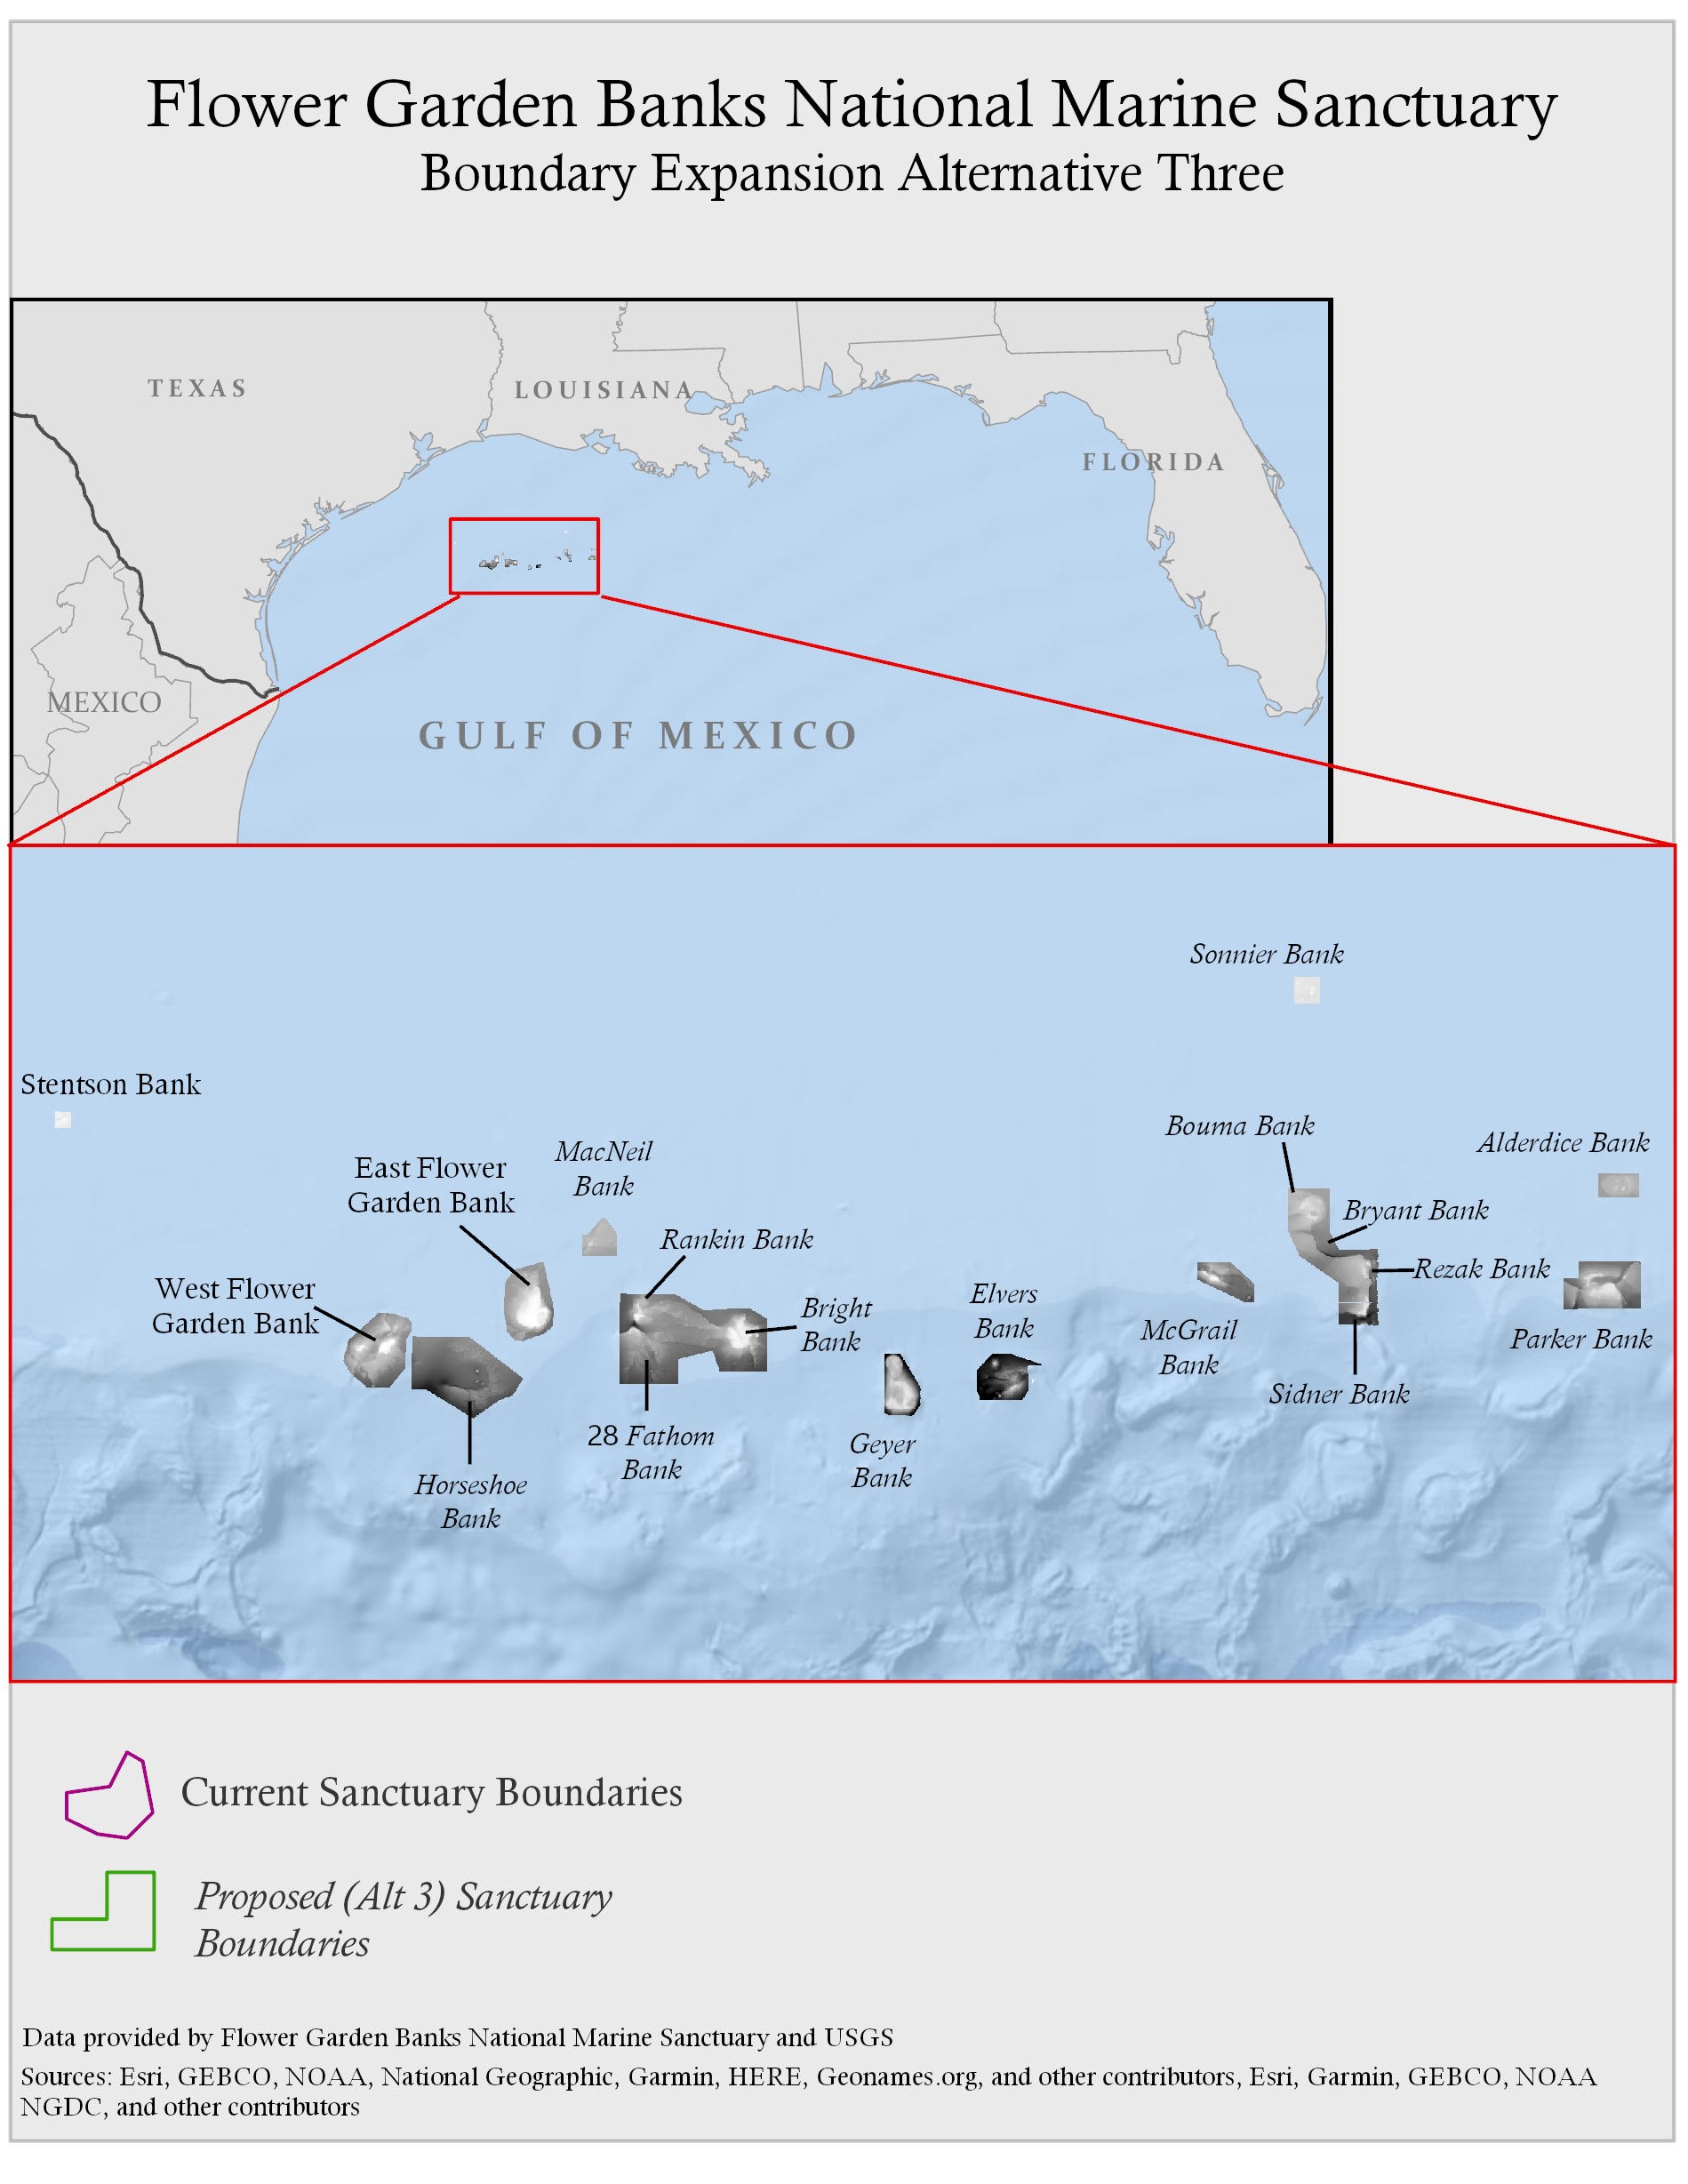 Flower Garden Banks National Marine Sanctuary
Boundary Expansion Alternative Three
TEXAS
LOUISIANA
FLORIDA
MEXICO
GULF OF MEXICO
Sonnier Bank
Stentson Bank
Bouma Bank
Alderdice Bank
MacNeil
Bank
East Flower
Garden Bank
Bryant Bank
Rankin Bank
Rezak Bank
West Flower
Garden Bank
Elvers
Bank
Bright
Bank
McGrail
Bank
Parker Bank
Sidner Bank
28 Fathom
Bank
Geyer
Bank
Horseshoe
Bank
Current Sanctuary Boundaries
Proposed (Alt 3) Sanctuary
Boundaries
Data provided by Flower Garden Banks National Marine Sanctuary and USGS
Sources: Esri, GEBCO, NOAA, National Geographic, Garmin, HERE, Geonames.org, and other contributors, Esri, Garmin, GEBCO, NOAA
NGDC, and other contributors